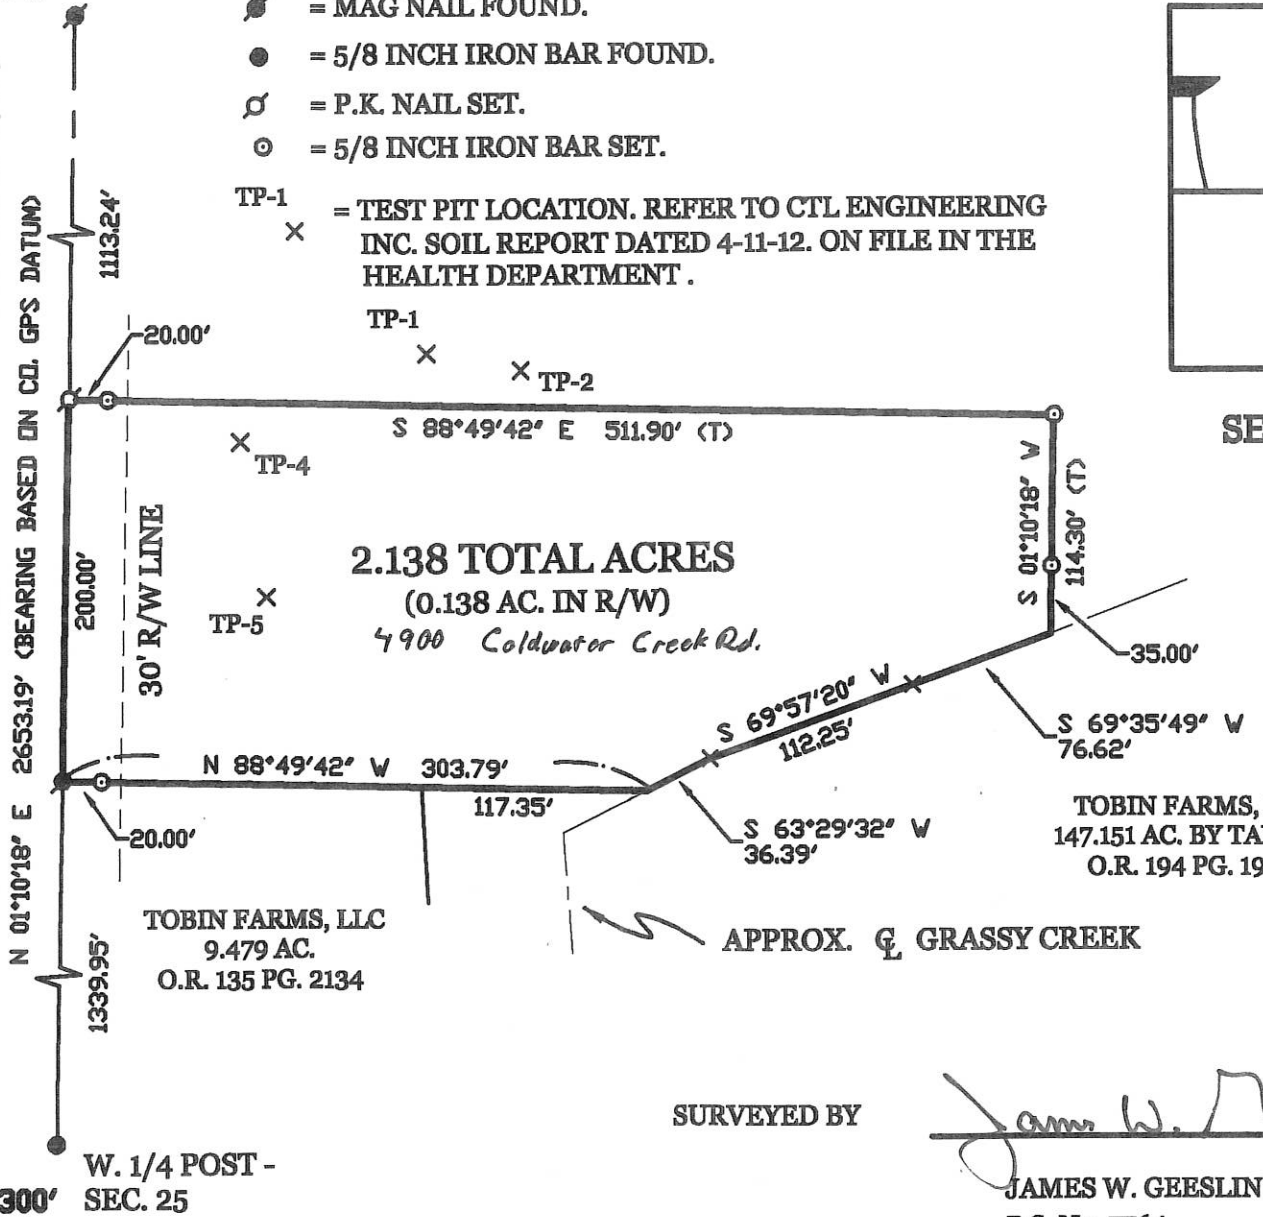 = MAG NAIL FOUND.
= 5/8 INCH IRON BAR FOUND.
= P.K. NAIL SET.
= 5/8 INCH IRON BAR SET.
TP-1
= TEST PIT LOCATION. REFER TO CTL ENGINEERING
INC. SOIL REPORT DATED 4-11-12. ON FILE IN THE
HEALTH DEPARTMENT .
N 01°10'18" E 2653.19' (BEARING BASED ON CO. GPS DATUM)
1113.24'
20.00'
TP-1
TP-2
S 88°49'42" E 511.90' (T)
SE
TP-4
S 01°10'18" W
114.30' (T)
200.00'
30' R/W LINE
2.138 TOTAL ACRES
(0.138 AC. IN R/W)
4900 Coldwater Creek Rd.
TP-5
35.00'
S 69°57'20" W
112.25'
S 69°35'49" W
76.62'
N 88°49'42" W 303.79'
117.35'
20.00'
S 63°29'32" W
36.39'
TOBIN FARMS,
147.151 AC. BY TA
O.R. 194 PG. 19
TOBIN FARMS, LLC
9.479 AC.
O.R. 135 PG. 2134
APPROX. ℄ GRASSY CREEK
1339.95'
SURVEYED BY
James W.
W. 1/4 POST -
300' SEC. 25
JAMES W. GEESLIN